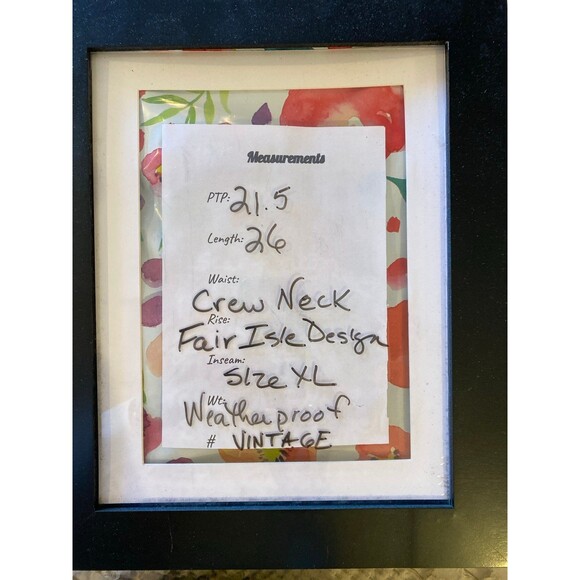 Measurements
PTP: 21.5
Length: 26
Waist:
Crew Neck
Rise:
Fair Isle Design
Inseam:
Size XL
Wt:
Weatherproof
# VINTAGE